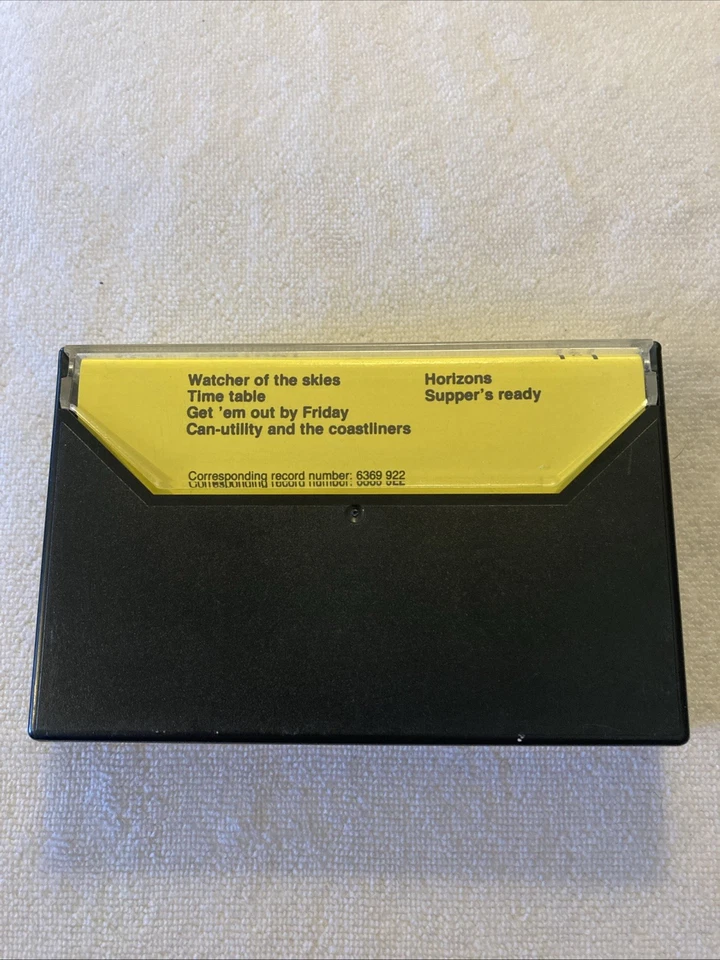 Watcher of the skies
Time table
Get 'em out by Friday
Can-utility and the coastliners
Horizons
Supper's ready
Corresponding record number: 6369 922